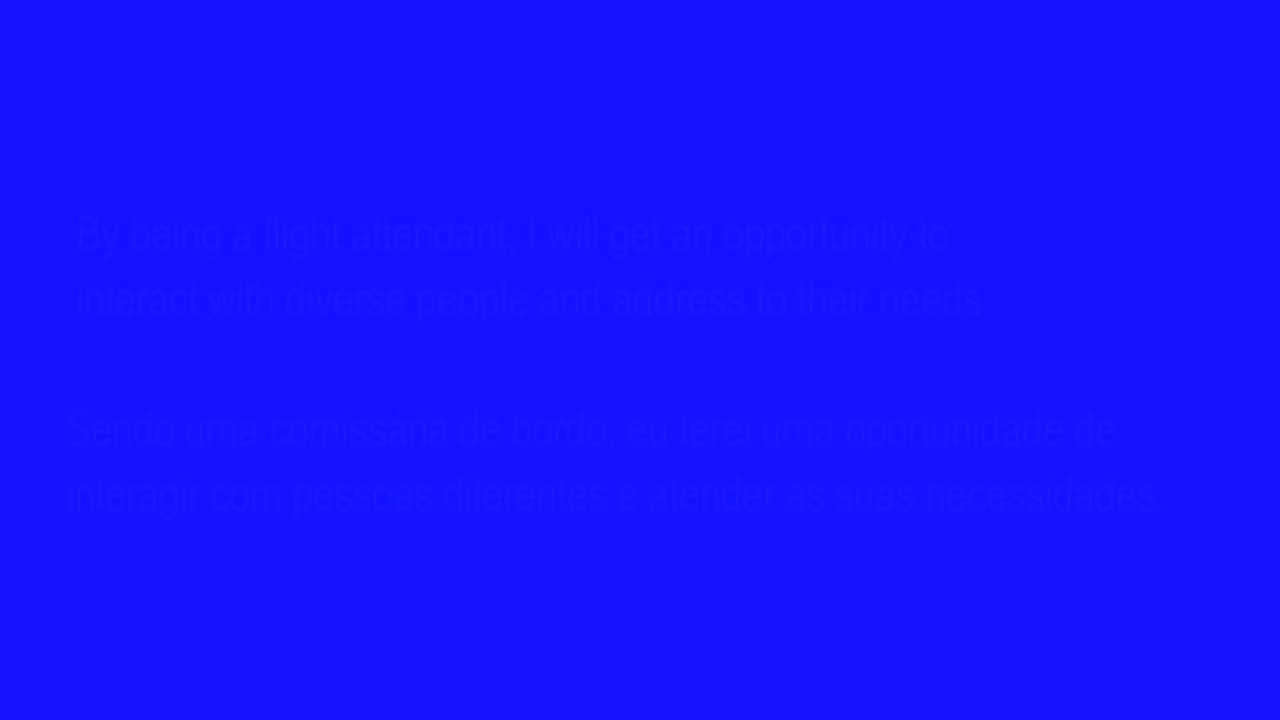 By being a flight attendant, I will get an opportunity to
interact with diverse people and address to their needs.
Sendo uma comissária de bordo, eu terei uma oportunidade de
interagir com pessoas diferentes e atender as suas necessidades.